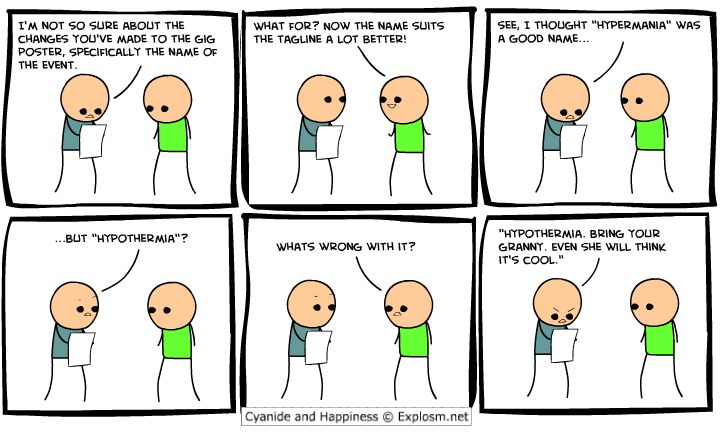 I'M NOT SO SURE ABOUT THE
CHANGES YOU'VE MADE TO THE GIG
POSTER, SPECIFICALLY THE NAME OF
THE EVENT.
WHAT FOR? NOW THE NAME SUITS
THE TAGLINE A LOT BETTER!
SEE, I THOUGHT "HYPERMANIA" WAS
A GOOD NAME...
...BUT "HYPOTHERMIA"?
WHATS WRONG WITH IT?
"HYPOTHERMIA. BRING YOUR
GRANNY. EVEN SHE WILL THINK
IT'S COOL."
Cyanide and Happiness © Explosm.net